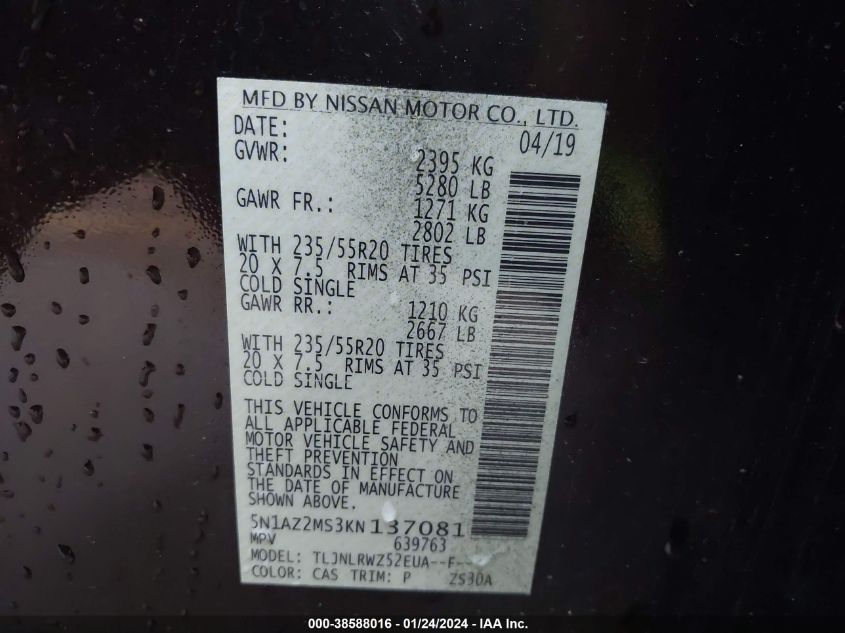 MFD BY NISSAN MOTOR CO., LTD.
DATE: 04/19
GVWR: 2395 KG
5280 LB
GAWR FR.: 1271 KG
2802 LB
WITH 235/55R20 TIRES
20 X 7.5 RIMS AT 35 PSI
COLD SINGLE
GAWR RR.: 1210 KG
2667 LB
WITH 235/55R20 TIRES
20 X 7.5 RIMS AT 35 PSI
COLD SINGLE
THIS VEHICLE CONFORMS TO
ALL APPLICABLE FEDERAL
MOTOR VEHICLE SAFETY AND
THEFT PREVENTION
STANDARDS IN EFFECT ON
THE DATE OF MANUFACTURE
SHOWN ABOVE.
5N1AZ2MS3KN137081
MPV 639763
MODEL: TLJNLRWZ52EUA--F--
COLOR: CAS TRIM: P ZS30A
000-38588016 - 01/24/2024 - IAA Inc.